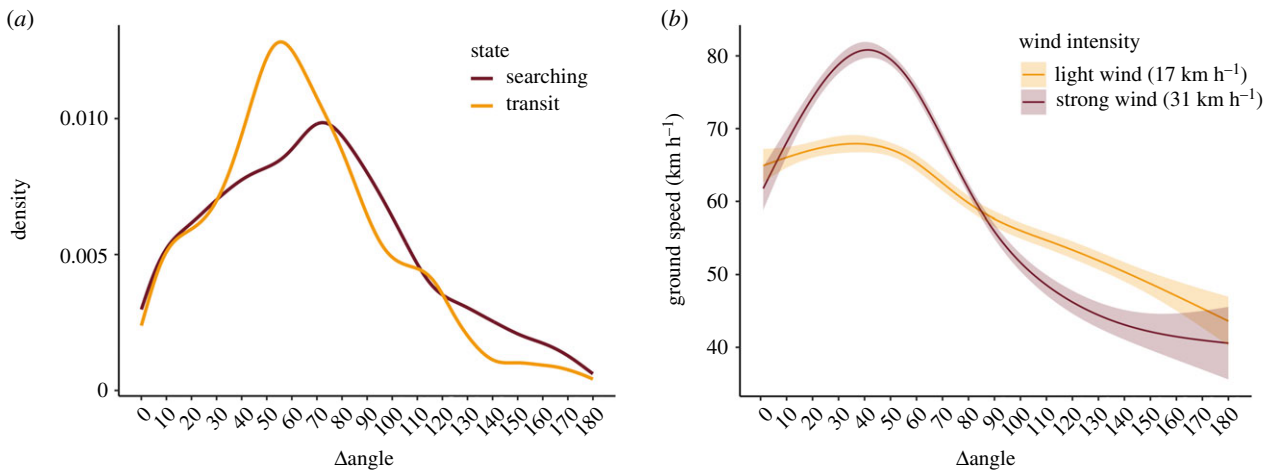 (a)
state
searching
transit
density
0.010
0.005
0
0 10 20 30 40 50 60 70 80 90 100 110 120 130 140 150 160 170 180
Δangle
(b)
wind intensity
light wind (17 km h⁻¹)
strong wind (31 km h⁻¹)
ground speed (km h⁻¹)
80
70
60
50
40
0 10 20 30 40 50 60 70 80 90 100 110 120 130 140 150 160 170 180
Δangle